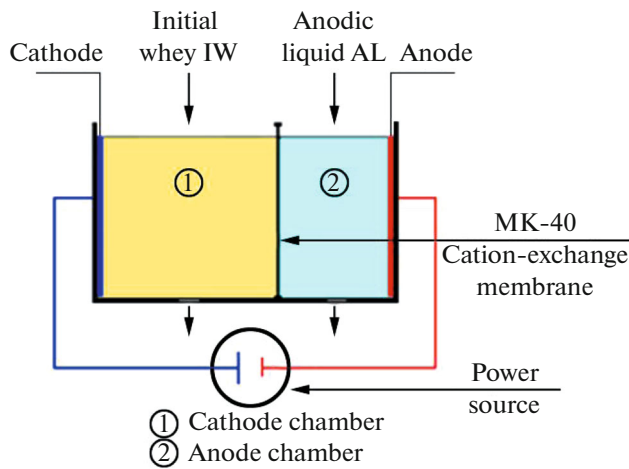 Initial
whey IW
Anodic
liquid AL
Cathode
Anode
①
②
MK-40
Cation-exchange
membrane
Power
source
① Cathode chamber
② Anode chamber